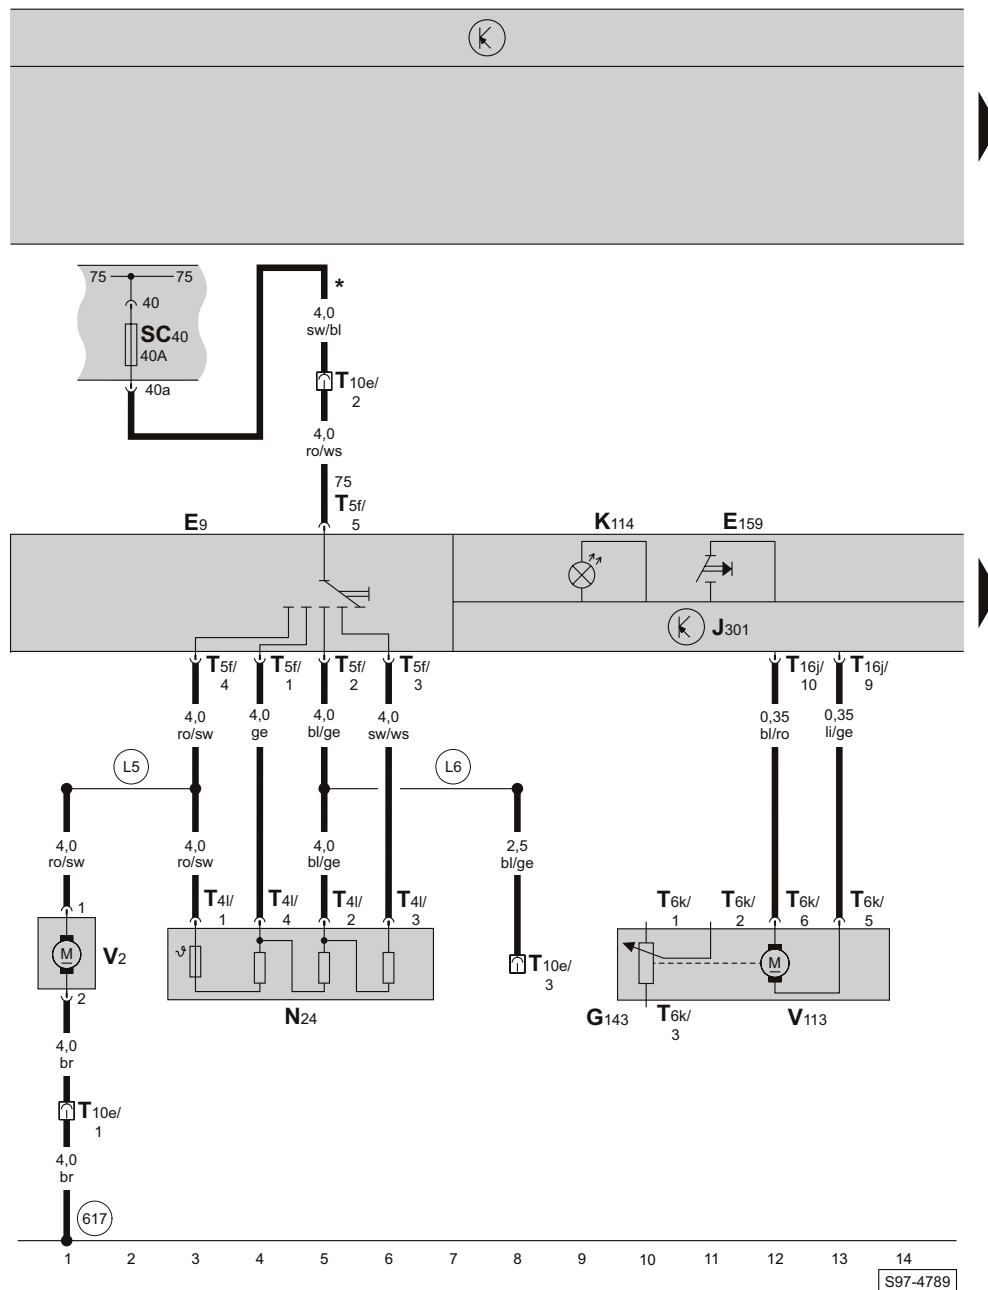 75
75
40
SC40
40A
40a
*
4,0
sw/bl
T10e/
2
4,0
ro/ws
75
T5f/
5
E9
K114
E159
J301
T5f/
4
T5f/
1
T5f/
2
T5f/
3
T16j/
10
T16j/
9
4,0
ro/sw
4,0
ge
4,0
bl/ge
4,0
sw/ws
0,35
bl/ro
0,35
li/ge
L5
L6
4,0
ro/sw
4,0
ro/sw
4,0
bl/ge
2,5
bl/ge
T4l/
1
T4l/
4
T4l/
2
T4l/
3
T6k/
1
T6k/
2
T6k/
6
T6k/
5
1
M
V2
2
ϑ
N24
T10e/
3
M
G143
T6k/
3
V113
4,0
br
T10e/
1
4,0
br
617
1 2 3 4 5 6 7 8 9 10 11 12 13 14
S97-4789